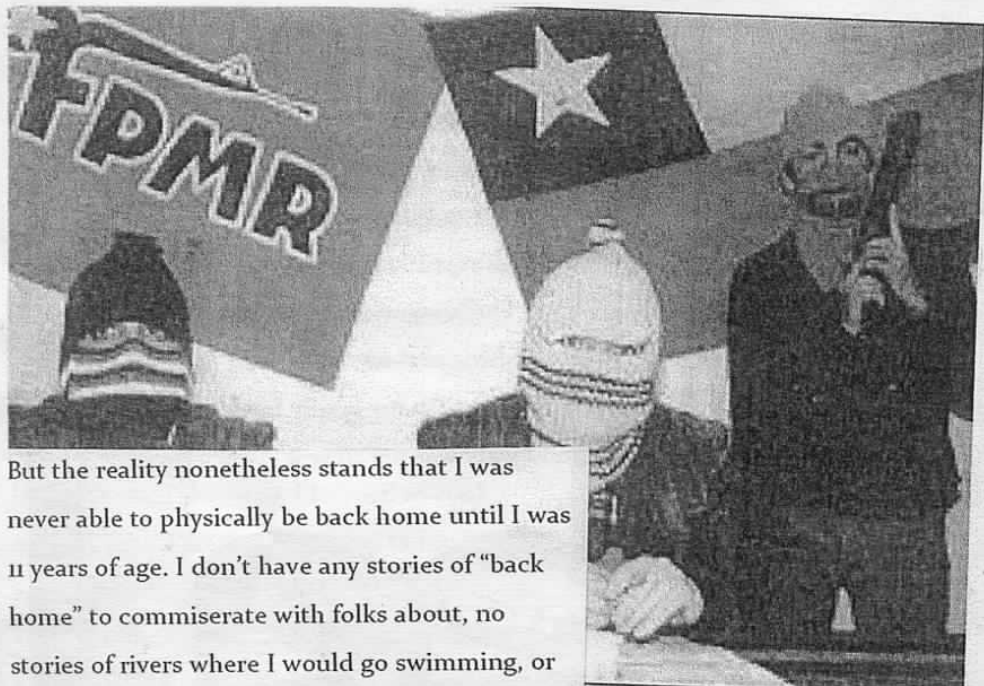 FPMR
But the reality nonetheless stands that I was
never able to physically be back home until I was
11 years of age. I don’t have any stories of “back
home” to commiserate with folks about, no
stories of rivers where I would go swimming, or